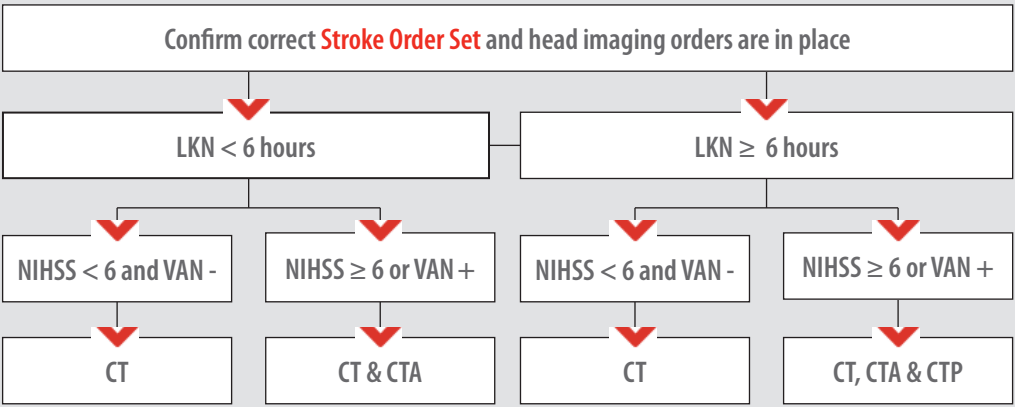 Confirm correct Stroke Order Set and head imaging orders are in place
LKN < 6 hours
LKN ≥ 6 hours
NIHSS < 6 and VAN -
NIHSS ≥ 6 or VAN +
NIHSS < 6 and VAN -
NIHSS ≥ 6 or VAN +
CT
CT & CTA
CT
CT, CTA & CTP